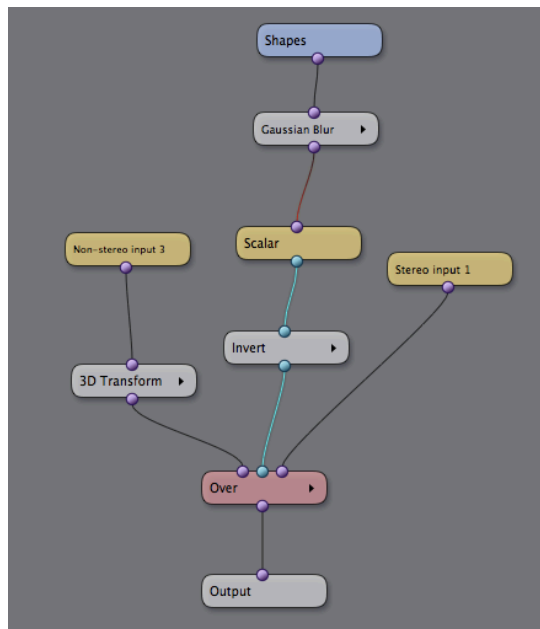 Shapes
Gaussian Blur
Non-stereo input 3
Scalar
Stereo input 1
Invert
3D Transform
Over
Output